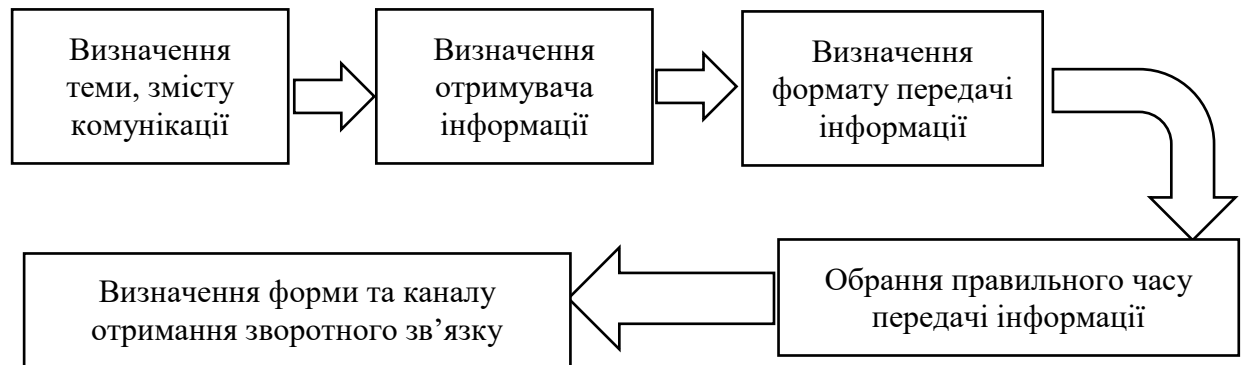 Визначення
теми, змісту
комунікації
Визначення
отримувача
інформації
Визначення
формату передачі
інформації
Обрання правильного часу
передачі інформації
Визначення форми та каналу
отримання зворотного зв’язку